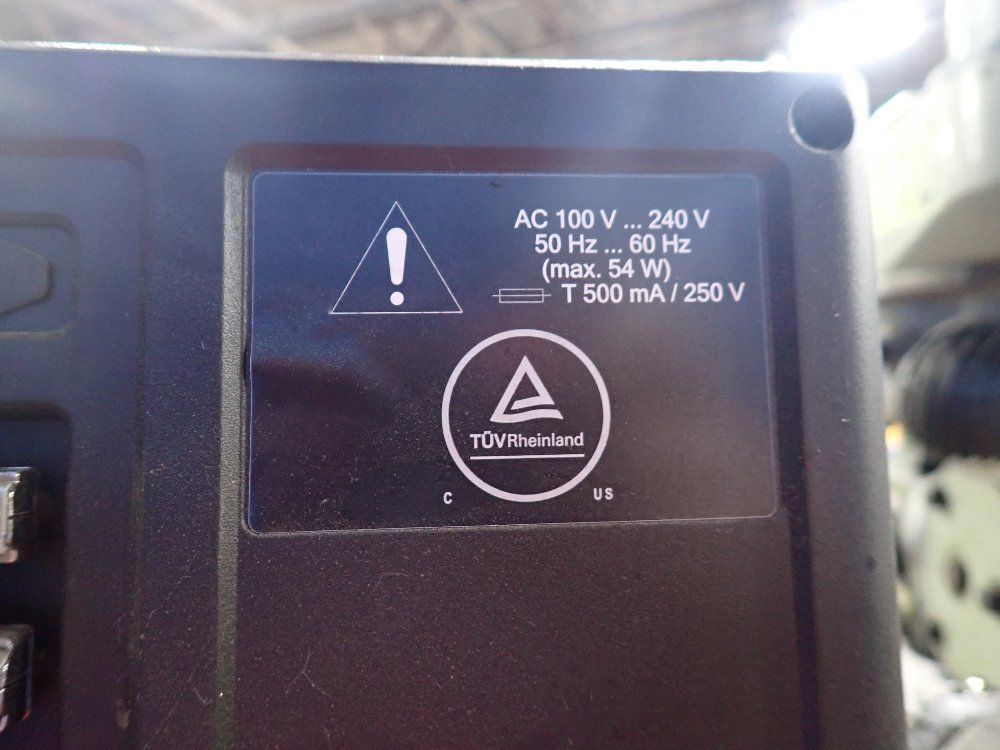 AC 100 V ... 240 V
50 Hz ... 60 Hz
(max. 54 W)
T 500 mA / 250 V
TÜVRheinland
C US